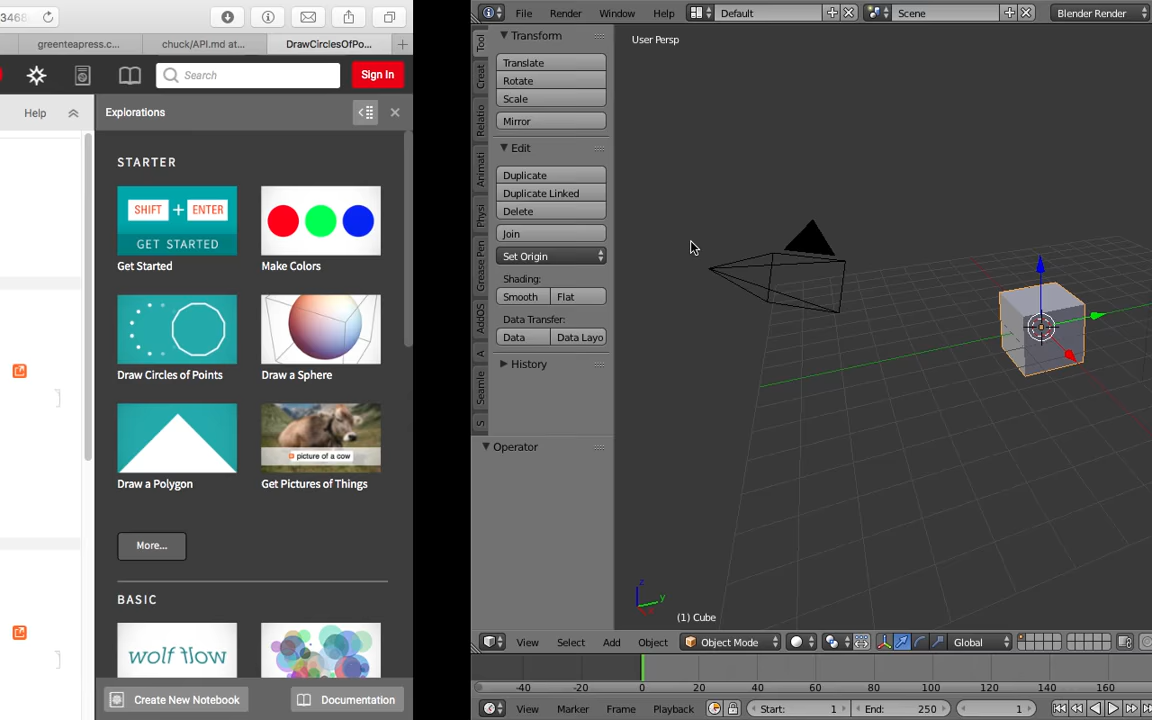 3468
greenteapress.c...
chuck/API.md at...
DrawCirclesOfPo...
Search
Sign In
Help
Explorations
STARTER
SHIFT + ENTER
GET STARTED
Get Started
Make Colors
Draw Circles of Points
Draw a Sphere
picture of a cow
Draw a Polygon
Get Pictures of Things
More...
BASIC
wolf flow
Create New Notebook
Documentation
File
Render
Window
Help
Default
Scene
Blender Render
Tool
Creat
Relatio
Animati
Physi
Grease Pen
AddOS
A
Seamle
S
Transform
Translate
Rotate
Scale
Mirror
Edit
Duplicate
Duplicate Linked
Delete
Join
Set Origin
Shading:
Smooth
Flat
Data Transfer:
Data
Data Layo
History
Operator
User Persp
z
y
(1) Cube
View
Select
Add
Object
Object Mode
Global
-40
-20
0
20
40
60
80
100
120
140
160
View
Marker
Frame
Playback
Start: 1
End: 250
1